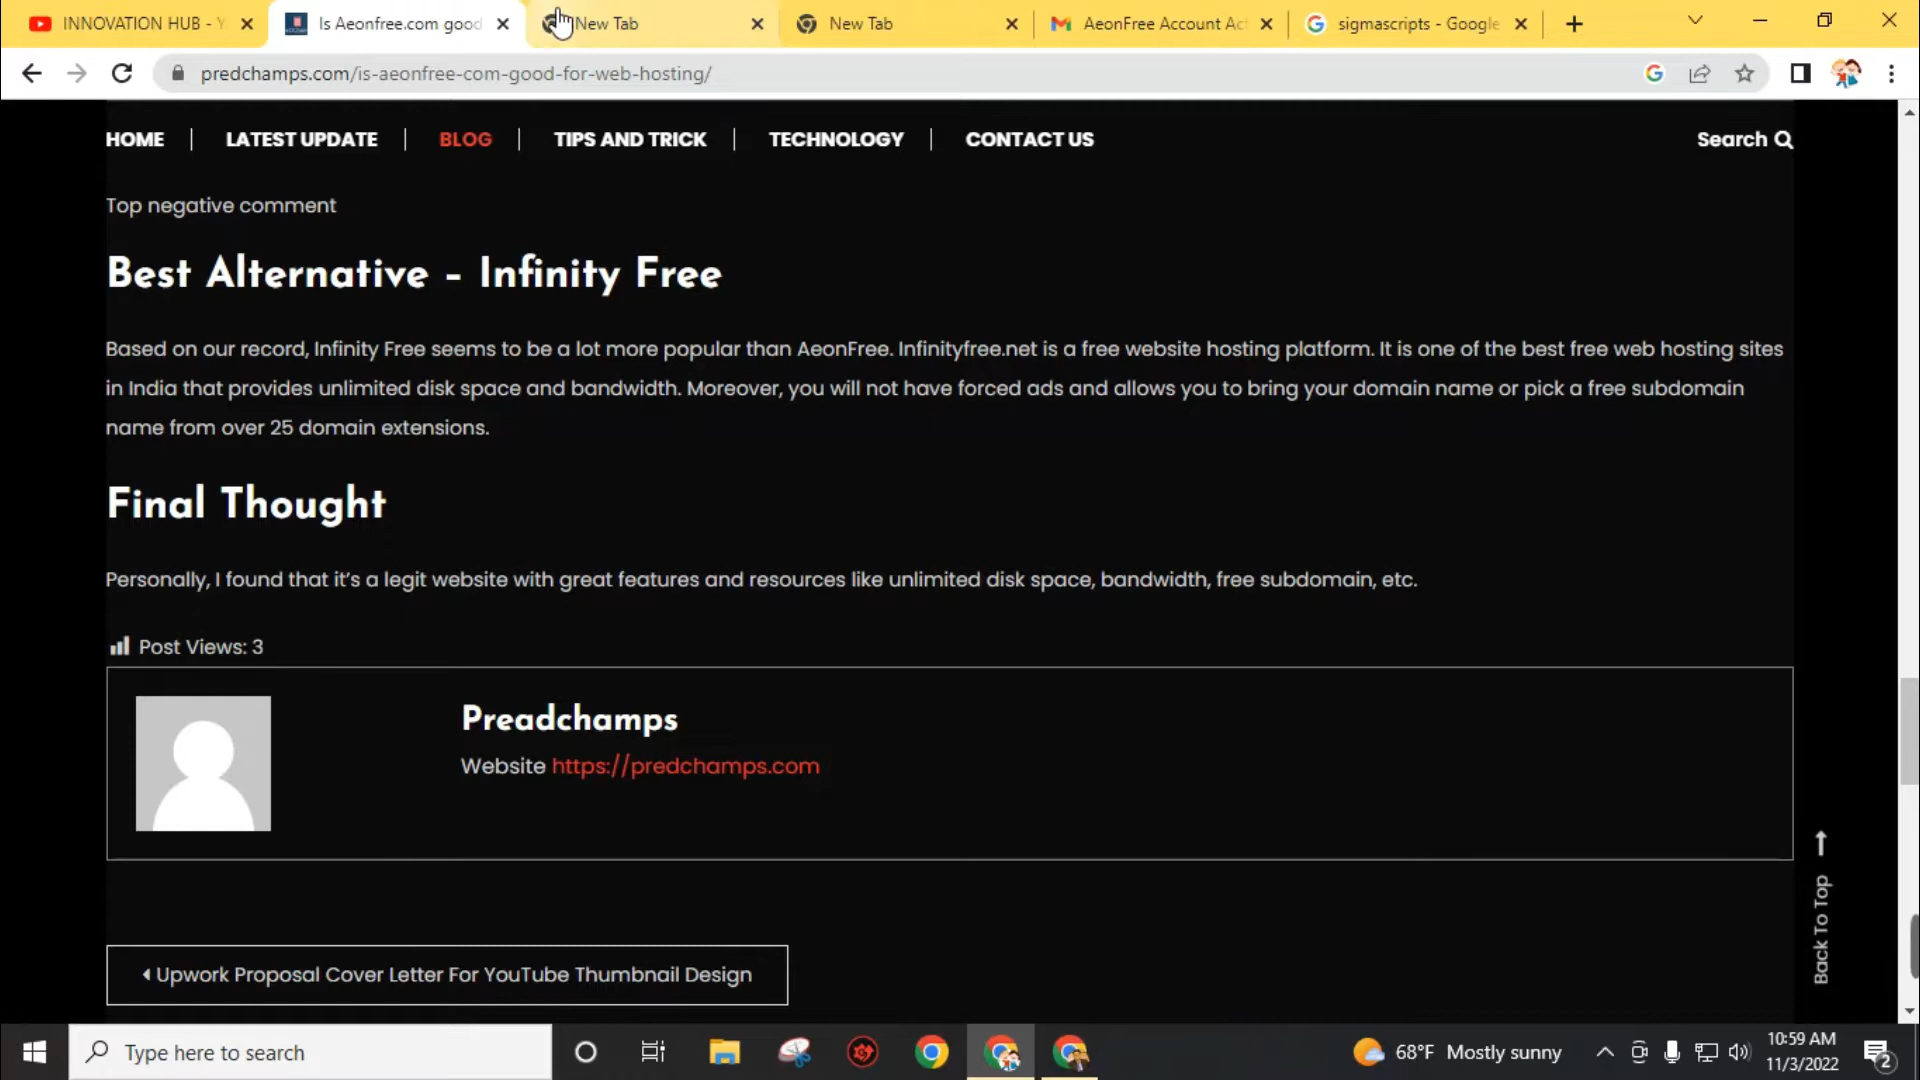 INNOVATION HUB - Y
Is Aeonfree.com good
New Tab
New Tab
AeonFree Account Act
sigmascripts - Google
predchamps.com/is-aeonfree-com-good-for-web-hosting/
HOME
LATEST UPDATE
BLOG
TIPS AND TRICK
TECHNOLOGY
CONTACT US
Search
Top negative comment
Best Alternative – Infinity Free
Based on our record, Infinity Free seems to be a lot more popular than AeonFree. Infinityfree.net is a free website hosting platform. It is one of the best free web hosting sites
in India that provides unlimited disk space and bandwidth. Moreover, you will not have forced ads and allows you to bring your domain name or pick a free subdomain
name from over 25 domain extensions.
Final Thought
Personally, I found that it's a legit website with great features and resources like unlimited disk space, bandwidth, free subdomain, etc.
Post Views: 3
Preadchamps
Website https://predchamps.com
Back To Top
Upwork Proposal Cover Letter For YouTube Thumbnail Design
Type here to search
68°F Mostly sunny
10:59 AM
11/3/2022
2